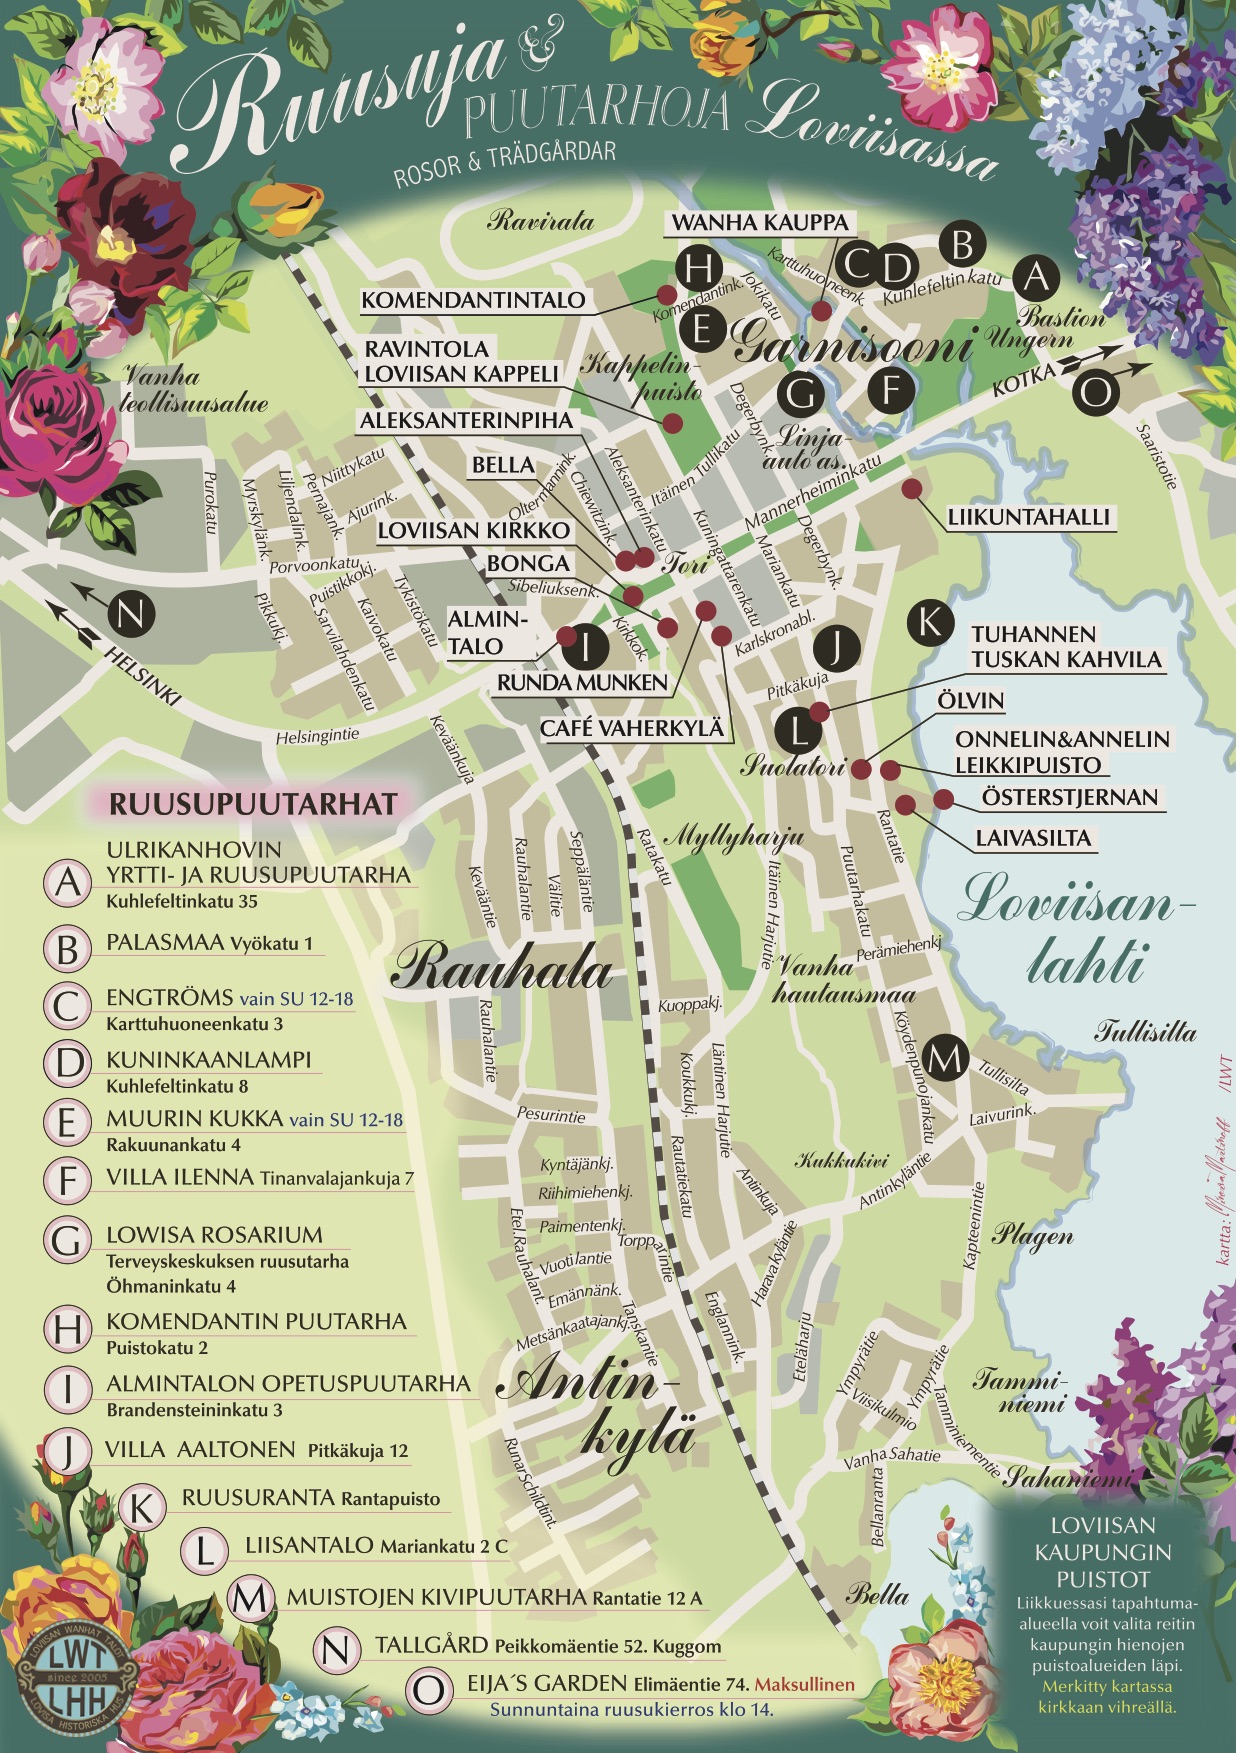 Ruusuja &
PUUTARHOJA Loviisassa
ROSOR & TRÄDGÅRDAR
Ravirata
WANHA KAUPPA
Karttuhuoneenk.
C
D
B
A
H
Kuhlefeltin katu
Komendantink.
Jokikatu
KOMENDANTINTALO
E
Garnisooni
Bastion
Ungern
KOTKA
O
RAVINTOLA
LOVIISAN KAPPELI
Kappelin-
puisto
G
F
Vanha
teollisuusalue
Degerbynk.
Linja-
auto as.
ALEKSANTERINPIHA
Saaristotie
Itäinen Tullikatu
Mannerheiminkatu
BELLA
Oltermannink.
Chiewitzink.
Aleksanterinkatu
Niittykatu
Purokatu
Myrskylänk.
Liljendalink.
Pernajank.
Ajurink.
LIIKUNTAHALLI
LOVIISAN KIRKKO
Kuningattarenkatu
Mariankatu
Degerbynk.
BONGA
Tori
Porvoonkatu
Puistikkokj.
Sibeliuksenk.
N
Pikkukj.
Sarvilahdenkatu
Kaivokatu
Tykistökatu
ALMIN-
TALO
I
Kirkkok.
Karlskronabl.
K
J
TUHANNEN
TUSKAN KAHVILA
HELSINKI
RUNDA MUNKEN
Pitkäkuja
ÖLVIN
CAFÉ VAHERKYLÄ
L
Helsingintie
Keväänkuja
Suolatori
ONNELIN&ANNELIN
LEIKKIPUISTO
ÖSTERSTJERNAN
LAIVASILTA
Rantatie
Myllyharju
Ratakatu
Kevääntie
Rauhalantie
Välitie
Seppäläntie
Itäinen Harjutie
Puutarhakatu
Loviisan-
lahti
Rauhala
Vanha
hautausmaa
Perämiehenkj
Kuoppakj.
Rauhalantie
Köydenpunojankatu
Tullisilta
M
Tullisilta
Koukkukj.
Läntinen Harjutie
Laivurink.
Pesurintie
Rautatiekatu
Kukkukivi
Antinkyläntie
Kyntäjänkj.
Riihimiehenkj.
Antinkuja
Kapteenintie
Paimentenkj.
Etel.Rauhalant.
Torpparintie
Plagen
Vuotilantie
Haravakyläntie
Emännänk.
Metsänkaatajankj.
Tanskantie
Englannink.
Eteläharju
Antin-
kylä
Ympyrätie
Ympyrätie
Viisikulmio
Tamminiementie
Tammi-
niemi
Runar Schildtint.
Vanha Sahatie
Sahaniemi
Bellanranta
Bella
kartta:
/LWT
RUUSUPUUTARHAT
A ULRIKANHOVIN
YRTTI- JA RUUSUPUUTARHA
Kuhlefeltinkatu 35
B PALASMAA Vyökatu 1
C ENGTRÖMS vain SU 12-18
Karttuhuoneenkatu 3
D KUNINKAANLAMPI
Kuhlefeltinkatu 8
E MUURIN KUKKA vain SU 12-18
Rakuunankatu 4
F VILLA ILENNA Tinanvalajankuja 7
G LOWISA ROSARIUM
Terveyskeskuksen ruusutarha
Öhmaninkatu 4
H KOMENDANTIN PUUTARHA
Puistokatu 2
I ALMINTALON OPETUSPUUTARHA
Brandensteininkatu 3
J VILLA AALTONEN Pitkäkuja 12
K RUUSURANTA Rantapuisto
L LIISANTALO Mariankatu 2 C
M MUISTOJEN KIVIPUUTARHA Rantatie 12 A
N TALLGÅRD Peikkomäentie 52. Kuggom
O EIJA´S GARDEN Elimäentie 74. Maksullinen
Sunnuntaina ruusukierros klo 14.
LOVIISAN WANHAT TALOT
LWT
since 2005
LHH
LOVISA HISTORISKA HUS
LOVIISAN
KAUPUNGIN
PUISTOT
Liikkuessasi tapahtuma-
alueella voit valita reitin
kaupungin hienojen
puistoalueiden läpi.
Merkitty kartassa
kirkkaan vihreällä.